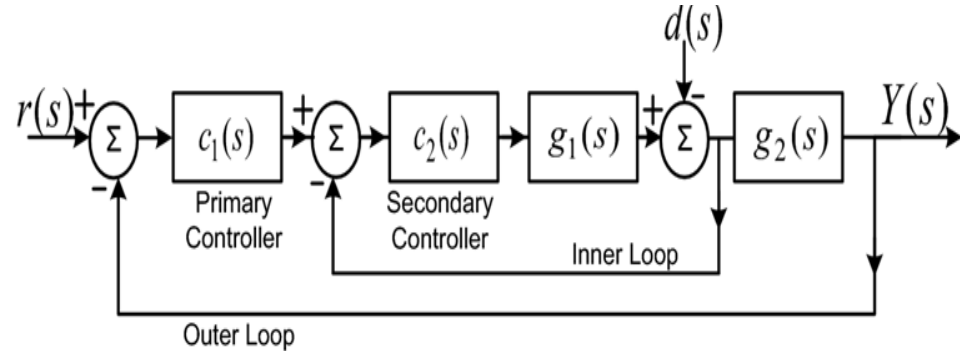 d(s)
r(s) + Σ c₁(s) + Σ c₂(s) g₁(s) + Σ - g₂(s) Y(s)
- -
Primary
Controller
Secondary
Controller
Inner Loop
Outer Loop